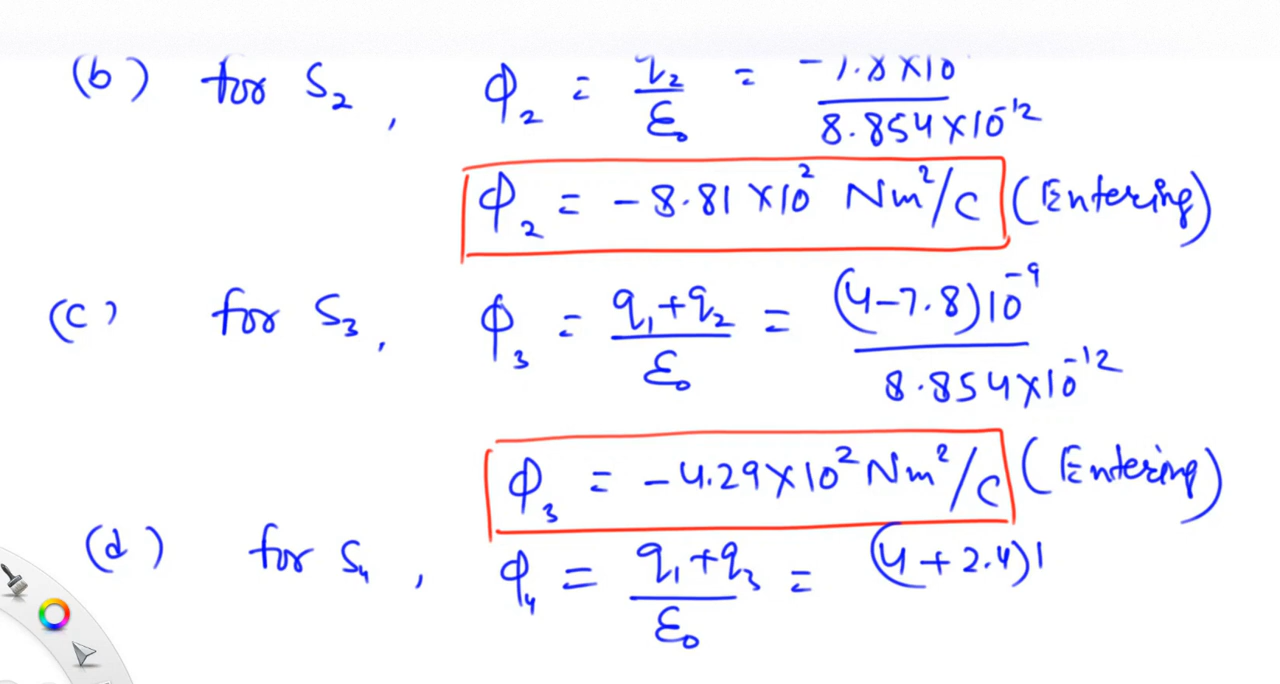 (b) for S₂, ϕ₂ = q₂/ε₀ = -7.8×10 / 8.854×10⁻¹²
ϕ₂ = -8.81×10² Nm²/C (Entering)
(c) for S₃, ϕ₃ = q₁+q₂/ε₀ = (4-7.8)10⁻⁹ / 8.854×10⁻¹²
ϕ₃ = -4.29×10² Nm²/C (Entering)
(d) for S₄, ϕ₄ = q₁+q₃/ε₀ = (4+2.4)1